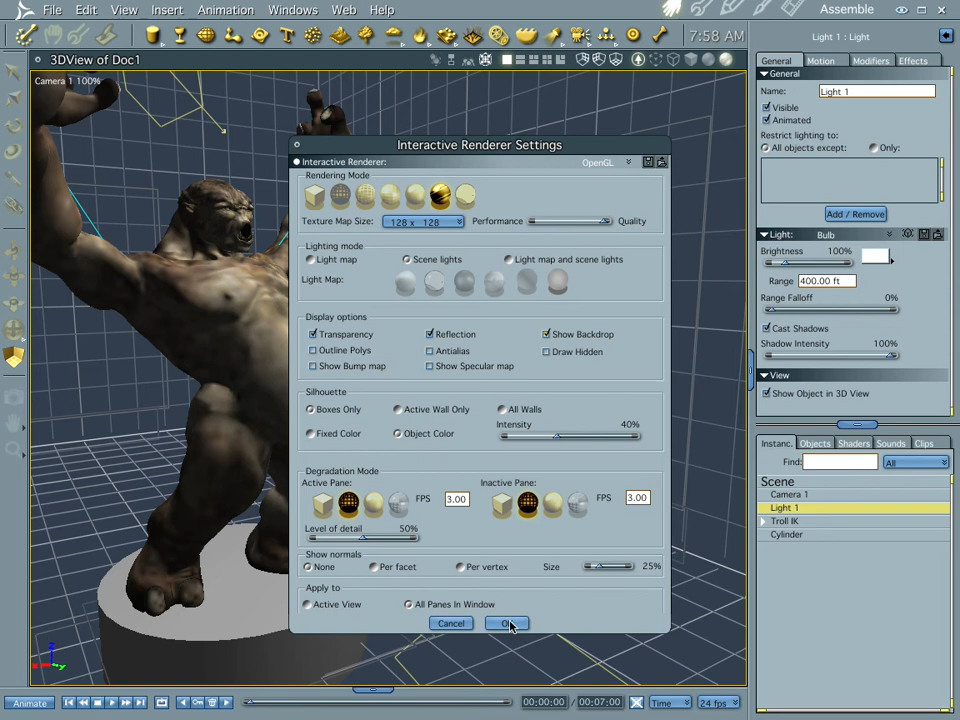 File Edit View Insert Animation Windows Web Help Assemble
7:58 AM
3DView of Doc1
Camera 1 100%
Interactive Renderer Settings
Interactive Renderer: OpenGL
Rendering Mode
Texture Map Size: 128 x 128 Performance Quality
Lighting mode
Light map Scene lights Light map and scene lights
Light Map:
Display options
Transparency Reflection Show Backdrop
Outline Polys Antialias Draw Hidden
Show Bump map Show Specular map
Silhouette
Boxes Only Active Wall Only All Walls
Intensity 40%
Fixed Color Object Color
Degradation Mode
Active Pane: Inactive Pane:
FPS 3.00 FPS 3.00
Level of detail 50%
Show normals
None Per facet Per vertex Size 25%
Apply to
Active View All Panes In Window
Cancel
Light 1 : Light
General Motion Modifiers Effects
General
Name: Light 1
Visible
Animated
Restrict lighting to:
All objects except: Only:
Add / Remove
Light: Bulb
Brightness 100%
Range 400.00 ft
Range Falloff 0%
Cast Shadows
Shadow Intensity 100%
View
Show Object in 3D View
Instanc. Objects Shaders Sounds Clips
Find: All
Scene
Camera 1
Light 1
Troll IK
Cylinder
Animate 00:00:00 / 00:07:00 Time 24 fps